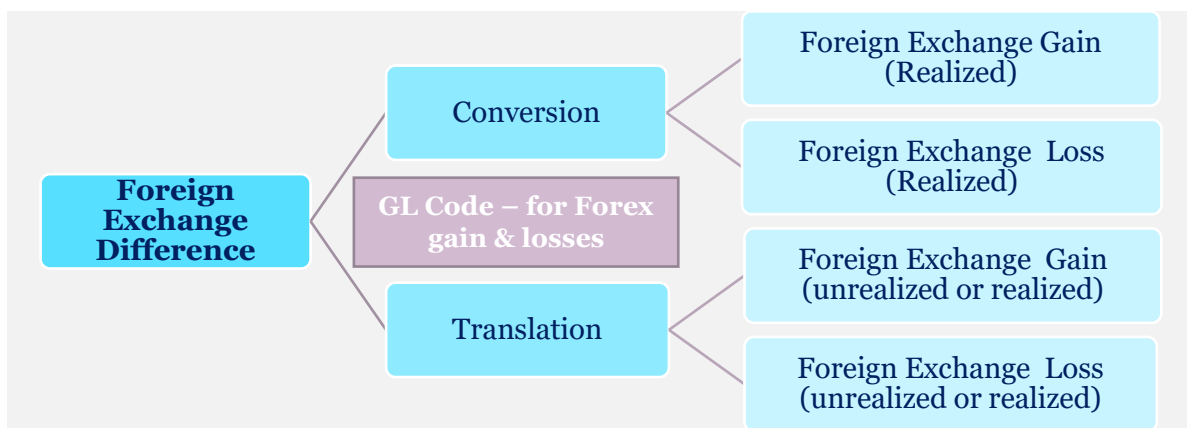 Foreign
Exchange
Difference
Conversion
GL Code – for Forex
gain & losses
Translation
Foreign Exchange Gain
(Realized)
Foreign Exchange  Loss
(Realized)
Foreign Exchange  Gain
(unrealized or realized)
Foreign Exchange  Loss
(unrealized or realized)